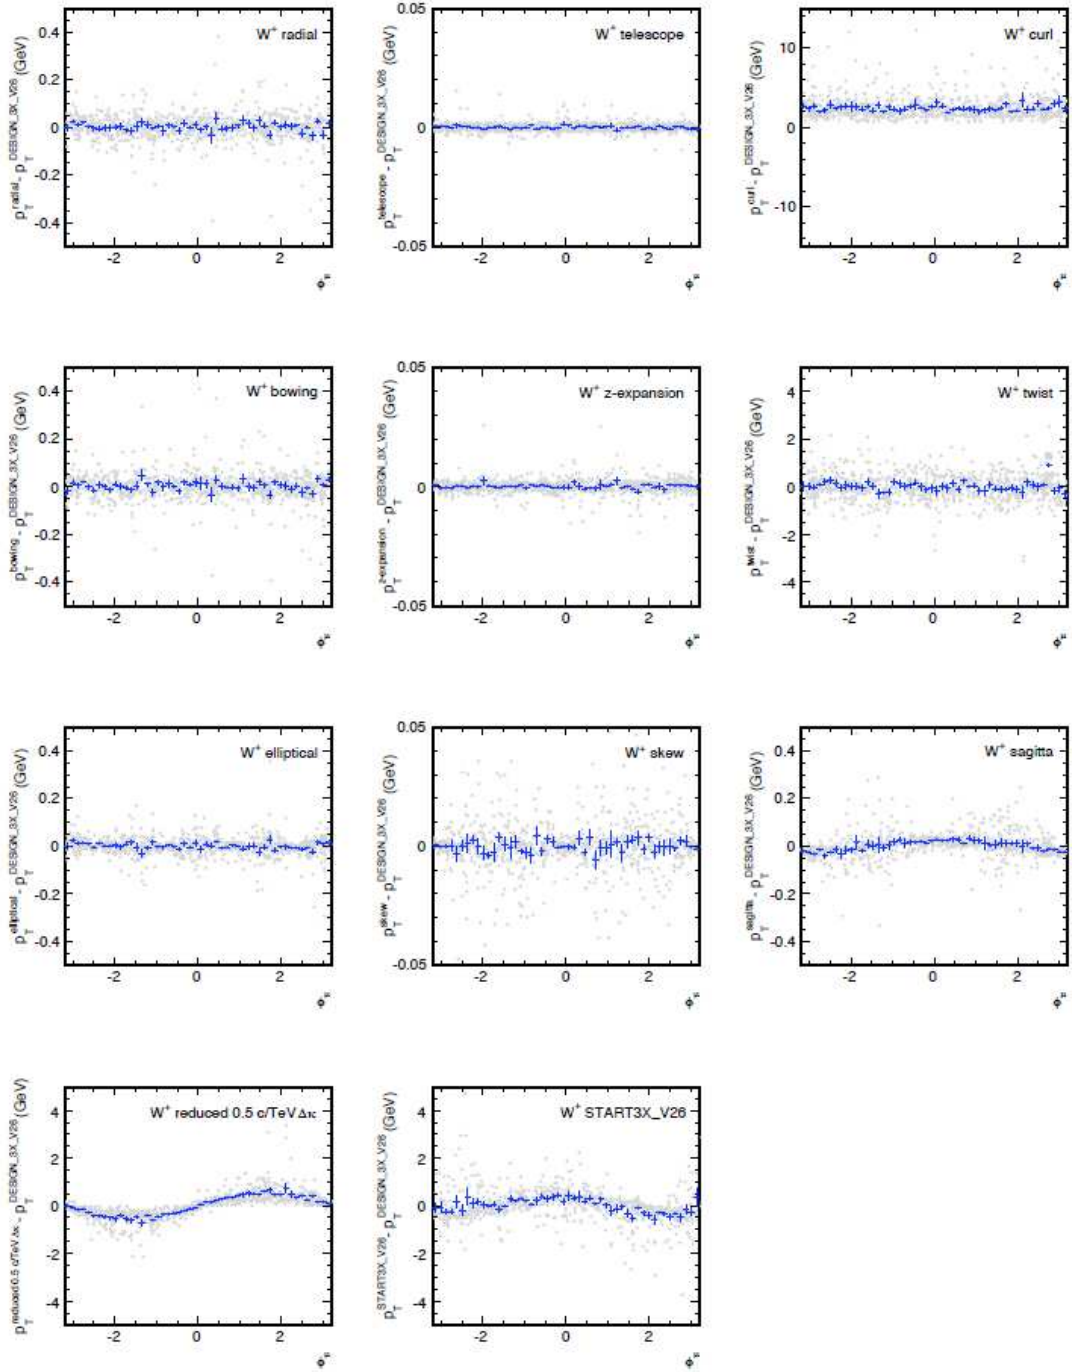 W⁺ radial
p_T^radial - p_T^DESIGN_3X_V26 (GeV)
0.4
0.2
0
-0.2
-0.4
-2 0 2
φ^μ
W⁺ telescope
p_T^telescope - p_T^DESIGN_3X_V26 (GeV)
0.05
0
-0.05
-2 0 2
φ^μ
W⁺ curl
p_T^curl - p_T^DESIGN_3X_V26 (GeV)
10
0
-10
-2 0 2
φ^μ
W⁺ bowing
p_T^bowing - p_T^DESIGN_3X_V26 (GeV)
0.4
0.2
0
-0.2
-0.4
-2 0 2
φ^μ
W⁺ z-expansion
p_T^z-expansion - p_T^DESIGN_3X_V26 (GeV)
0.05
0
-0.05
-2 0 2
φ^μ
W⁺ twist
p_T^twist - p_T^DESIGN_3X_V26 (GeV)
4
2
0
-2
-4
-2 0 2
φ^μ
W⁺ elliptical
p_T^elliptical - p_T^DESIGN_3X_V26 (GeV)
0.4
0.2
0
-0.2
-0.4
-2 0 2
φ^μ
W⁺ skew
p_T^skew - p_T^DESIGN_3X_V26 (GeV)
0.05
0
-0.05
-2 0 2
φ^μ
W⁺ sagitta
p_T^sagitta - p_T^DESIGN_3X_V26 (GeV)
0.4
0.2
0
-0.2
-0.4
-2 0 2
φ^μ
W⁺ reduced 0.5 c/TeV Δκ
p_T^reduced 0.5 c/TeV Δκ - p_T^DESIGN_3X_V26 (GeV)
4
2
0
-2
-4
-2 0 2
φ^μ
W⁺ START3X_V26
p_T^START3X_V26 - p_T^DESIGN_3X_V26 (GeV)
4
2
0
-2
-4
-2 0 2
φ^μ